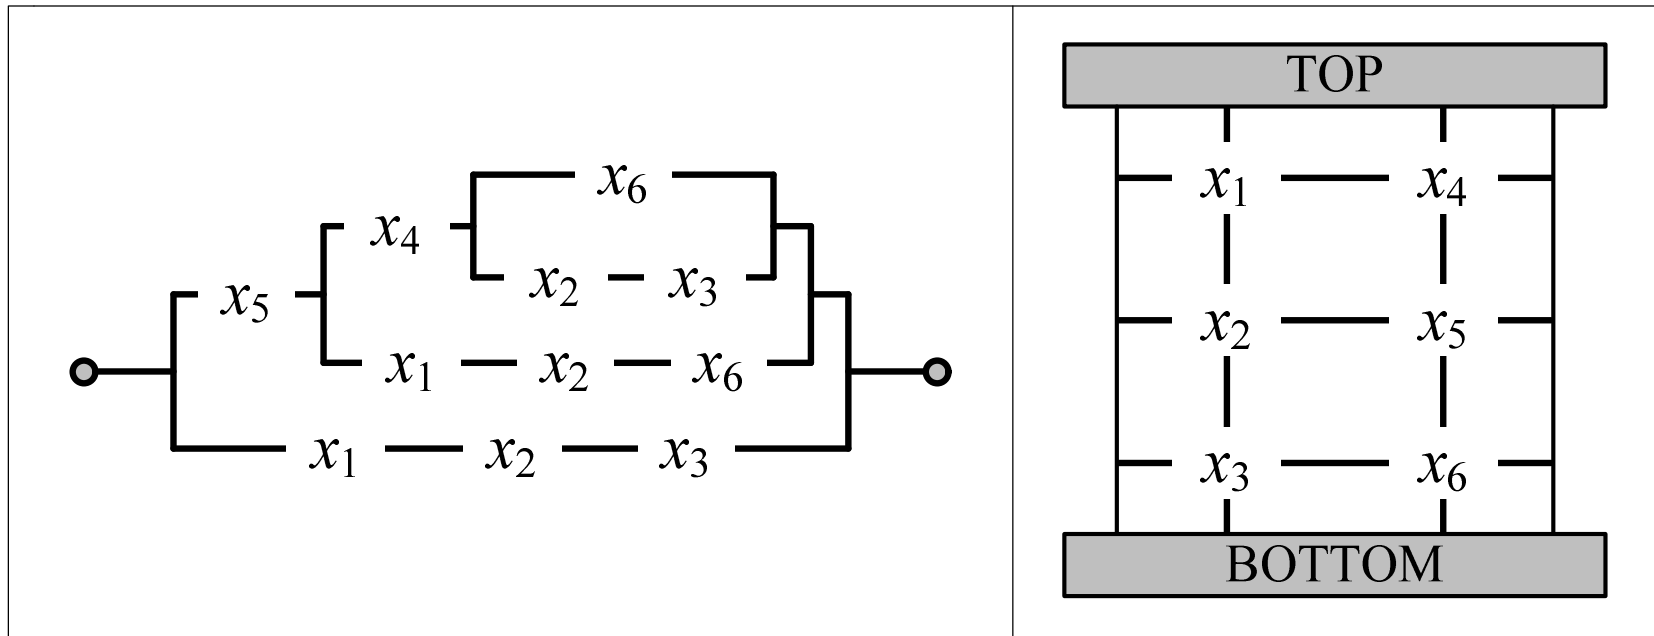 x6
x4
x2 x3
x5
x1 x2 x6
x1 x2 x3
TOP
x1 x4
x2 x5
x3 x6
BOTTOM